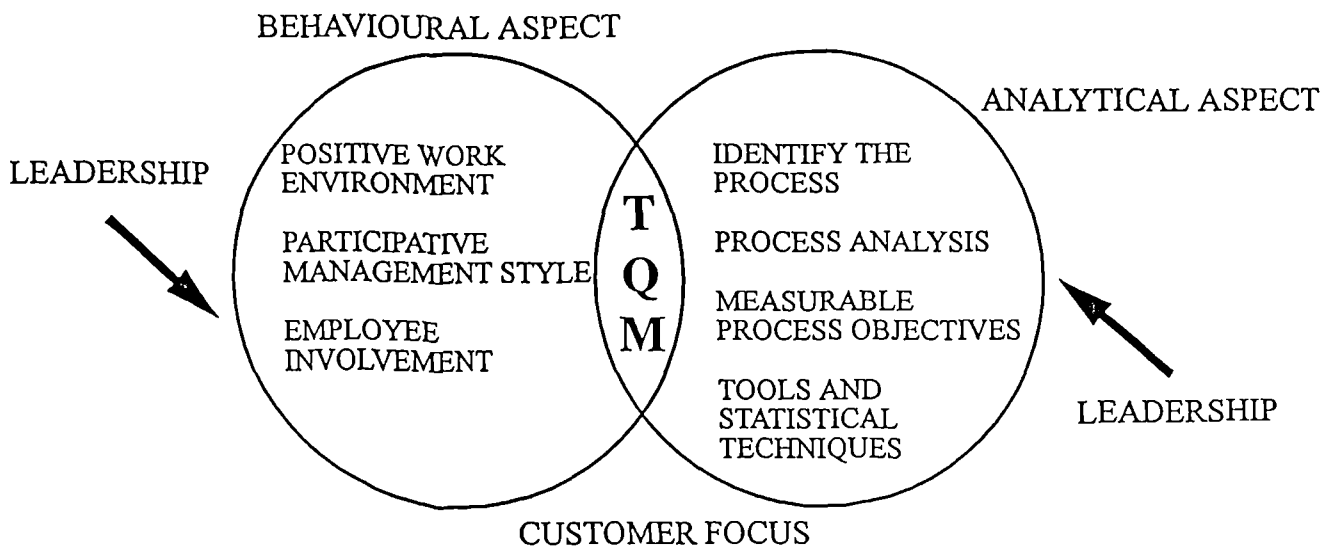 BEHAVIOURAL ASPECT
ANALYTICAL ASPECT
LEADERSHIP
POSITIVE WORK
ENVIRONMENT
PARTICIPATIVE
MANAGEMENT STYLE
EMPLOYEE
INVOLVEMENT
T
Q
M
IDENTIFY THE
PROCESS
PROCESS ANALYSIS
MEASURABLE
PROCESS OBJECTIVES
TOOLS AND
STATISTICAL
TECHNIQUES
LEADERSHIP
CUSTOMER FOCUS